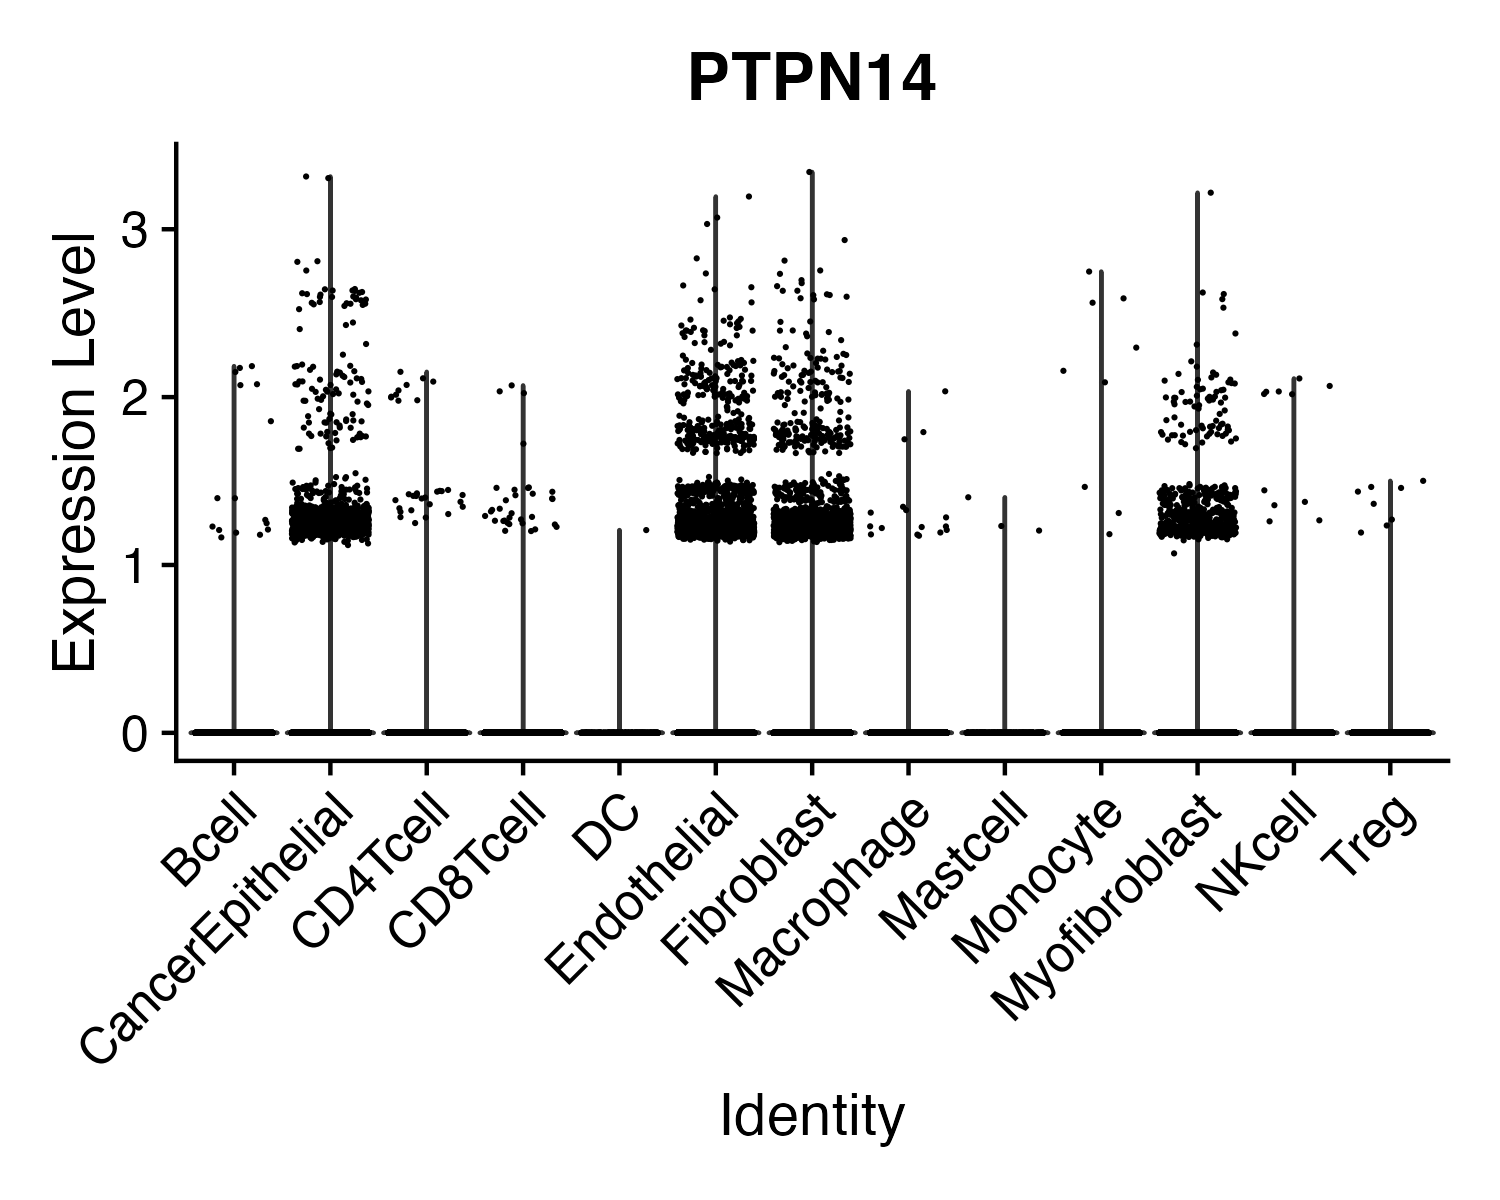 PTPN14
Expression Level
3
2
1
0
Bcell
CancerEpithelial
CD4Tcell
CD8Tcell
DC
Endothelial
Fibroblast
Macrophage
Mastcell
Monocyte
Myofibroblast
NKcell
Treg
Identity